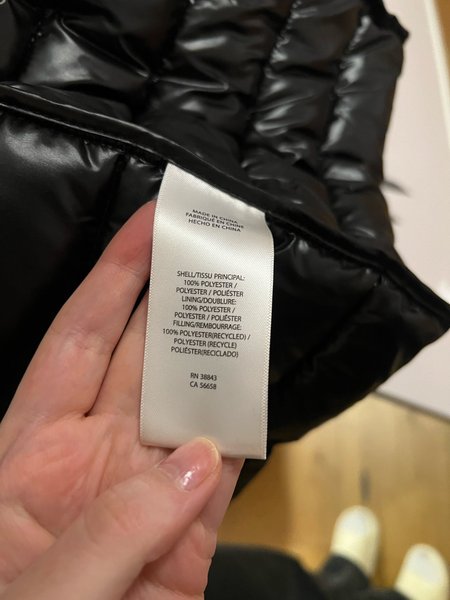 MADE IN CHINA
FABRIQUÉ EN CHINE
HECHO EN CHINA
SHELL/TISSU PRINCIPAL:
100% POLYESTER /
POLYESTER / POLIÉSTER
LINING/DOUBLURE:
100% POLYESTER /
POLYESTER / POLIÉSTER
FILLING/REMBOURRAGE:
100% POLYESTER(RECYCLED) /
POLYESTER (RECYCLE)
POLIÉSTER(RECICLADO)
RN 38843
CA 56658